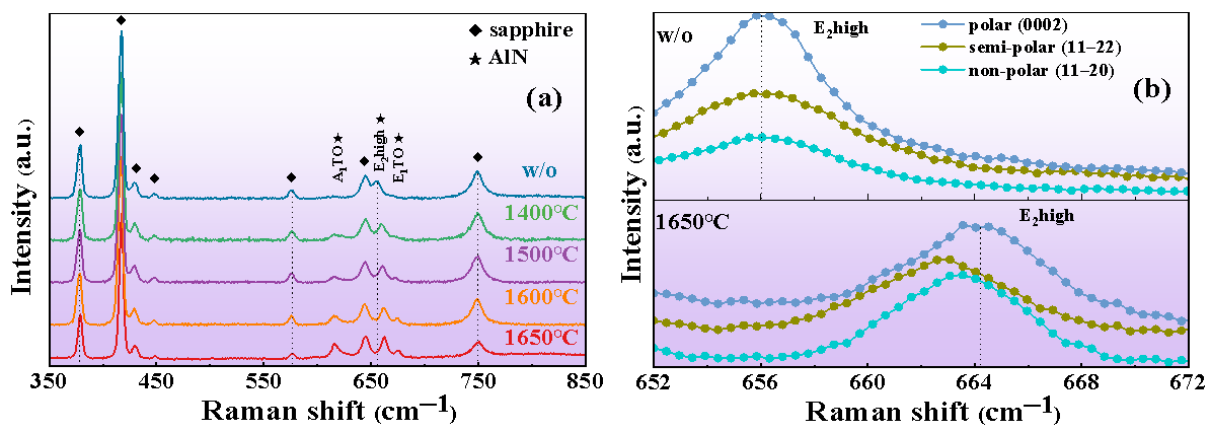 ◆ sapphire
★ AlN
(a)
A₁TO★
E₂high ★
E₁TO★
w/o
1400°C
1500°C
1600°C
1650°C
Intensity (a.u.)
350 450 550 650 750 850
Raman shift (cm⁻¹)
w/o
E₂high
polar (0002)
semi-polar (11−22)
non-polar (11−20)
(b)
1650°C
E₂high
Intensity (a.u.)
652 656 660 664 668 672
Raman shift (cm⁻¹)